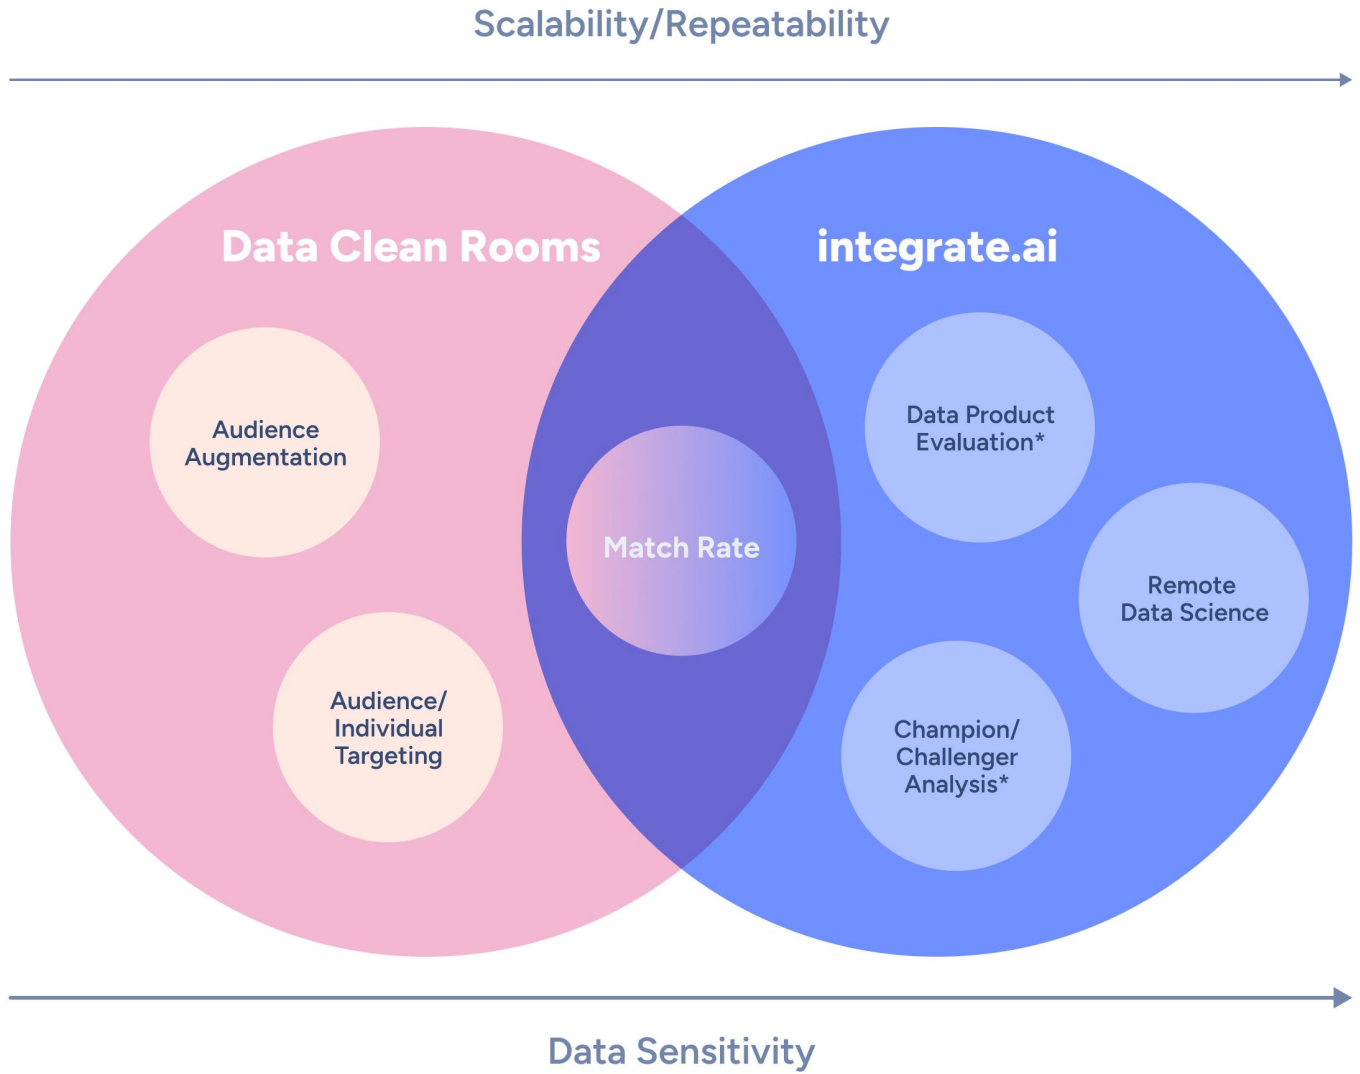 Scalability/Repeatability
Data Clean Rooms
integrate.ai
Audience
Augmentation
Audience/
Individual
Targeting
Match Rate
Data Product
Evaluation*
Remote
Data Science
Champion/
Challenger
Analysis*
Data Sensitivity